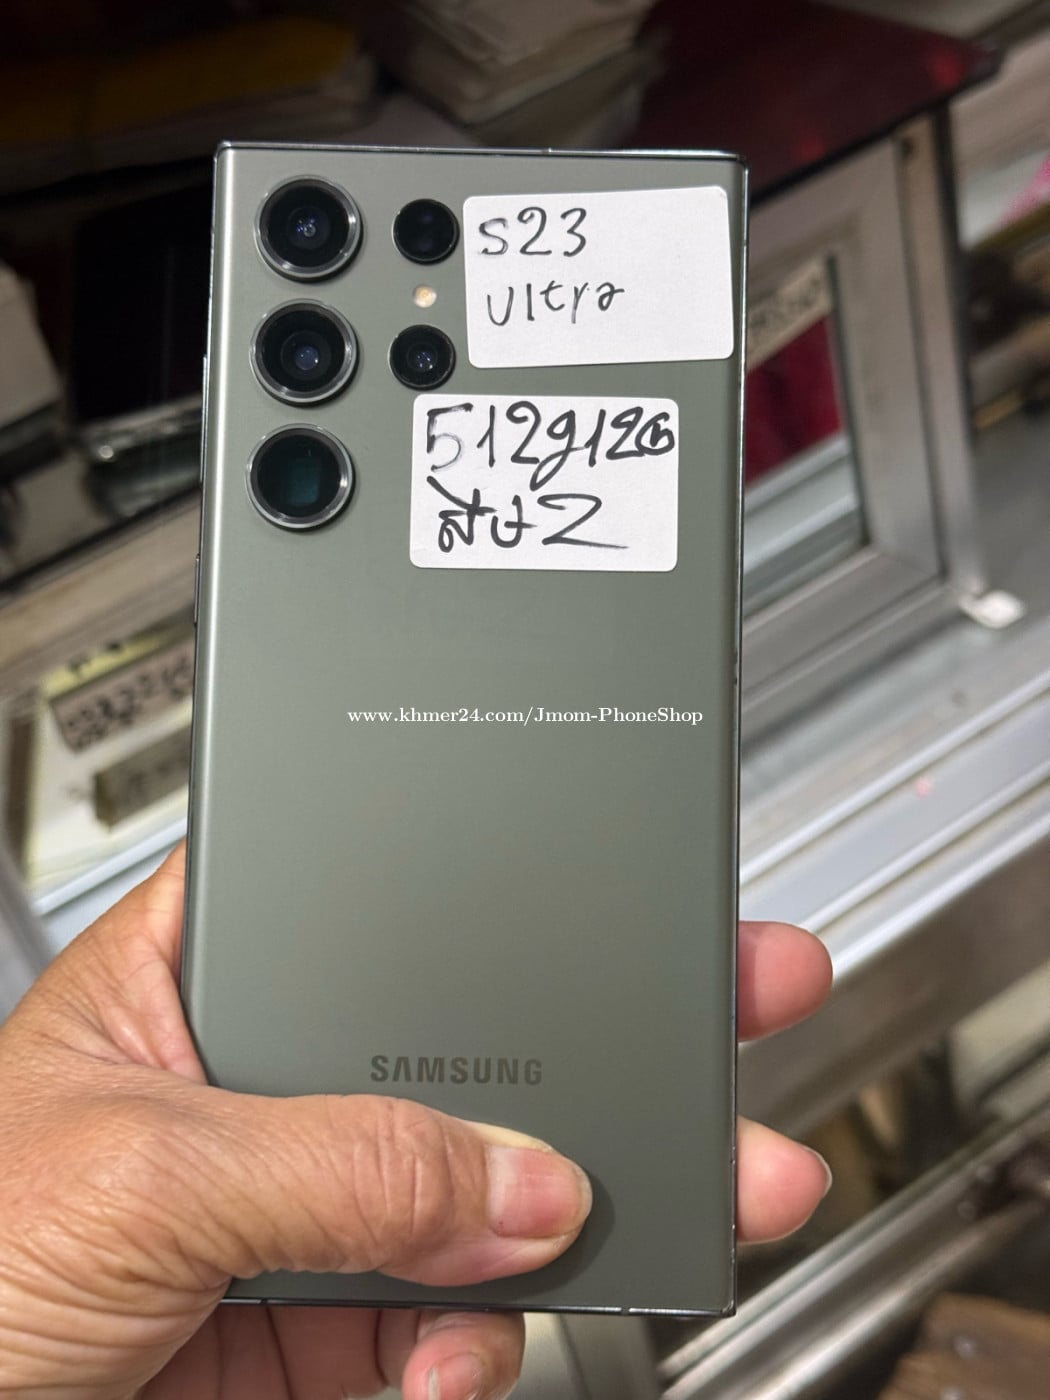 S23
Ultra
512g12G
www.khmer24.com/Jmom-PhoneShop
SAMSUNG